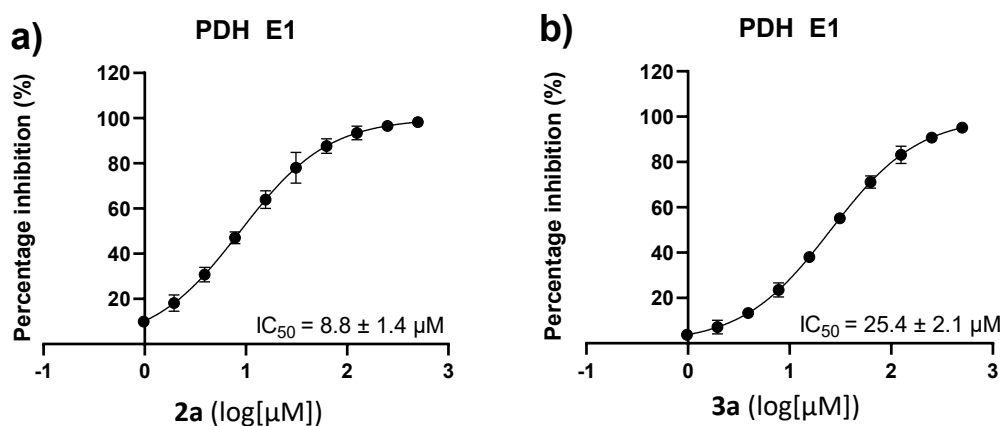 a)
PDH E1
Percentage inhibition (%)
120
100
80
60
40
20
-1 0 1 2 3
IC50 = 8.8 ± 1.4 µM
2a (log[µM])
b)
PDH E1
Percentage inhibition (%)
120
100
80
60
40
20
-1 0 1 2 3
IC50 = 25.4 ± 2.1 µM
3a (log[µM])